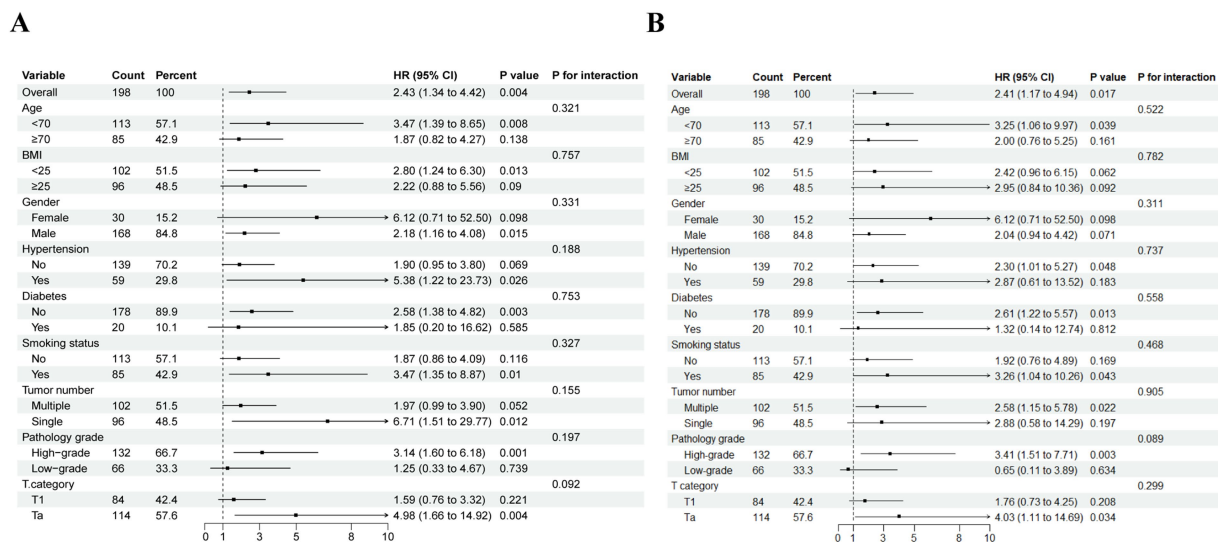 A
Variable Count Percent HR (95% CI) P value P for interaction
Overall 198 100 2.43 (1.34 to 4.42) 0.004
Age 0.321
<70 113 57.1 3.47 (1.39 to 8.65) 0.008
≥70 85 42.9 1.87 (0.82 to 4.27) 0.138
BMI 0.757
<25 102 51.5 2.80 (1.24 to 6.30) 0.013
≥25 96 48.5 2.22 (0.88 to 5.56) 0.09
Gender 0.331
Female 30 15.2 6.12 (0.71 to 52.50) 0.098
Male 168 84.8 2.18 (1.16 to 4.08) 0.015
Hypertension 0.188
No 139 70.2 1.90 (0.95 to 3.80) 0.069
Yes 59 29.8 5.38 (1.22 to 23.73) 0.026
Diabetes 0.753
No 178 89.9 2.58 (1.38 to 4.82) 0.003
Yes 20 10.1 1.85 (0.20 to 16.62) 0.585
Smoking status 0.327
No 113 57.1 1.87 (0.86 to 4.09) 0.116
Yes 85 42.9 3.47 (1.35 to 8.87) 0.01
Tumor number 0.155
Multiple 102 51.5 1.97 (0.99 to 3.90) 0.052
Single 96 48.5 6.71 (1.51 to 29.77) 0.012
Pathology grade 0.197
High−grade 132 66.7 3.14 (1.60 to 6.18) 0.001
Low−grade 66 33.3 1.25 (0.33 to 4.67) 0.739
T.category 0.092
T1 84 42.4 1.59 (0.76 to 3.32) 0.221
Ta 114 57.6 4.98 (1.66 to 14.92) 0.004
0 1 3 5 10
B
Variable Count Percent HR (95% CI) P value P for interaction
Overall 198 100 2.41 (1.17 to 4.94) 0.017
Age 0.522
<70 113 57.1 3.25 (1.06 to 9.97) 0.039
≥70 85 42.9 2.00 (0.76 to 5.25) 0.161
BMI 0.782
<25 102 51.5 2.42 (0.96 to 6.15) 0.062
≥25 96 48.5 2.95 (0.84 to 10.36) 0.092
Gender 0.311
Female 30 15.2 6.12 (0.71 to 52.50) 0.098
Male 168 84.8 2.04 (0.94 to 4.42) 0.071
Hypertension 0.737
No 139 70.2 2.30 (1.01 to 5.27) 0.048
Yes 59 29.8 2.87 (0.61 to 13.52) 0.183
Diabetes 0.558
No 178 89.9 2.61 (1.22 to 5.57) 0.013
Yes 20 10.1 1.32 (0.14 to 12.74) 0.812
Smoking status 0.468
No 113 57.1 1.92 (0.76 to 4.89) 0.169
Yes 85 42.9 3.26 (1.04 to 10.26) 0.043
Tumor number 0.905
Multiple 102 51.5 2.58 (1.15 to 5.78) 0.022
Single 96 48.5 2.88 (0.58 to 14.29) 0.197
Pathology grade 0.089
High-grade 132 66.7 3.41 (1.51 to 7.71) 0.003
Low-grade 66 33.3 0.65 (0.11 to 3.89) 0.634
T category 0.299
T1 84 42.4 1.76 (0.73 to 4.25) 0.208
Ta 114 57.6 4.03 (1.11 to 14.69) 0.034
0 1 3 5 10